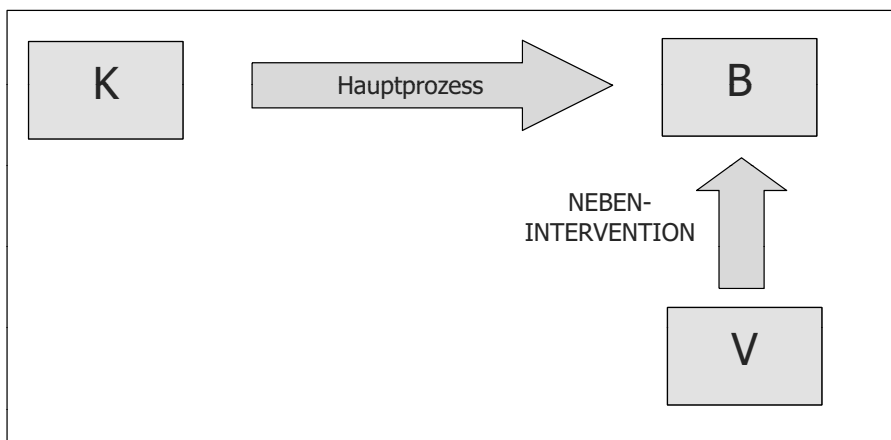 K
Hauptprozess
B
NEBEN-
INTERVENTION
V